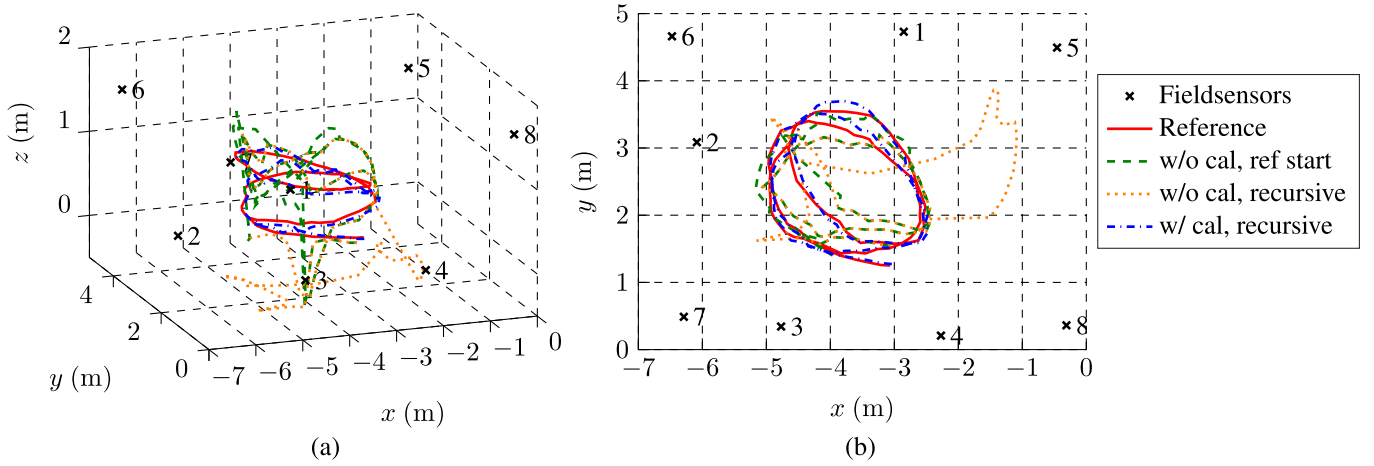 2
1
0
z (m)
4
2
0
y (m)
−7 −6 −5 −4 −3 −2 −1 0
x (m)
6
5
8
1
2
3
4
(a)
5
4
3
2
1
0
y (m)
−7 −6 −5 −4 −3 −2 −1 0
x (m)
6
1
5
2
7
3
4
8
(b)
Fieldsensors
Reference
w/o cal, ref start
w/o cal, recursive
w/ cal, recursive